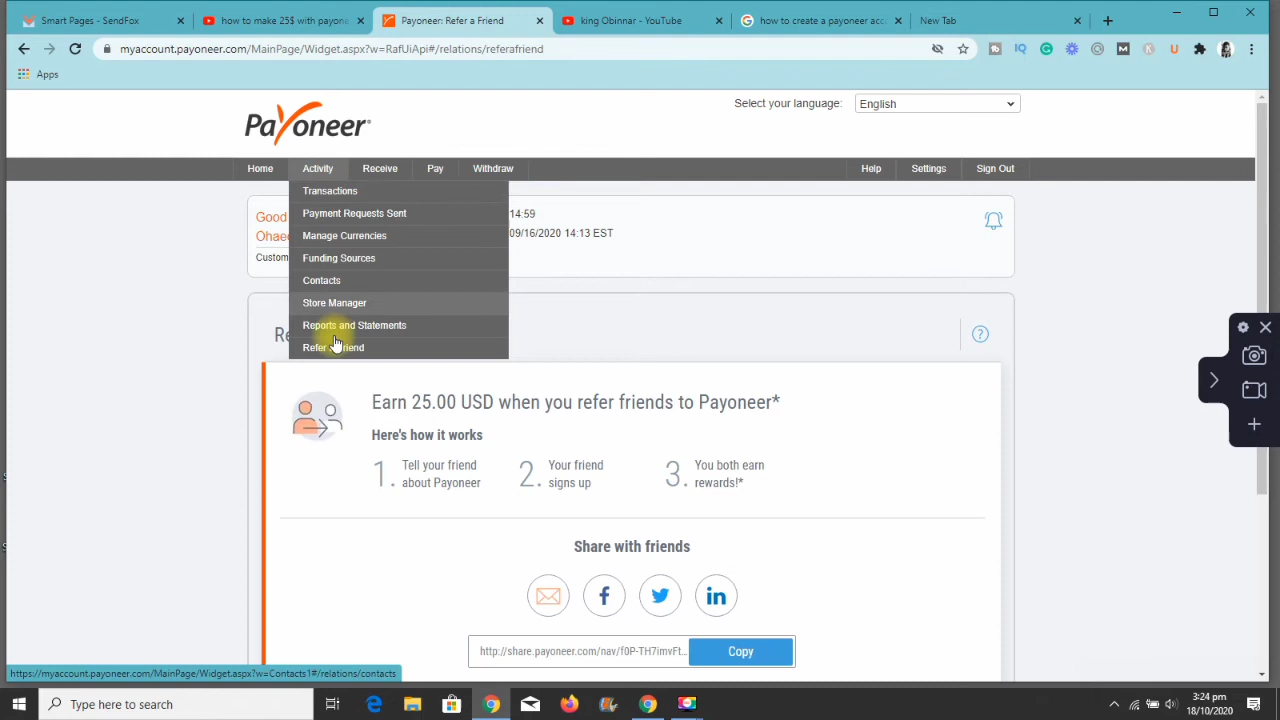 Smart Pages - SendFox
how to make 25$ with payone
Payoneer: Refer a Friend
king Obinnar - YouTube
how to create a payoneer acc
New Tab
myaccount.payoneer.com/MainPage/Widget.aspx?w=RafUiApi#/relations/referafriend
Apps
Payoneer
Select your language:
English
Home
Activity
Receive
Pay
Withdraw
Help
Settings
Sign Out
Transactions
Payment Requests Sent
Manage Currencies
Funding Sources
Contacts
Store Manager
Reports and Statements
Refer Friend
Good
14:59
Ohae
09/16/2020 14:13 EST
Custom
Re
Earn 25.00 USD when you refer friends to Payoneer*
Here's how it works
1. Tell your friend
about Payoneer
2. Your friend
signs up
3. You both earn
rewards!*
Share with friends
http://share.payoneer.com/nav/f0P-TH7imvFt...
Copy
https://myaccount.payoneer.com/MainPage/Widget.aspx?w=Contacts1#/relations/contacts
Type here to search
3:24 pm
18/10/2020